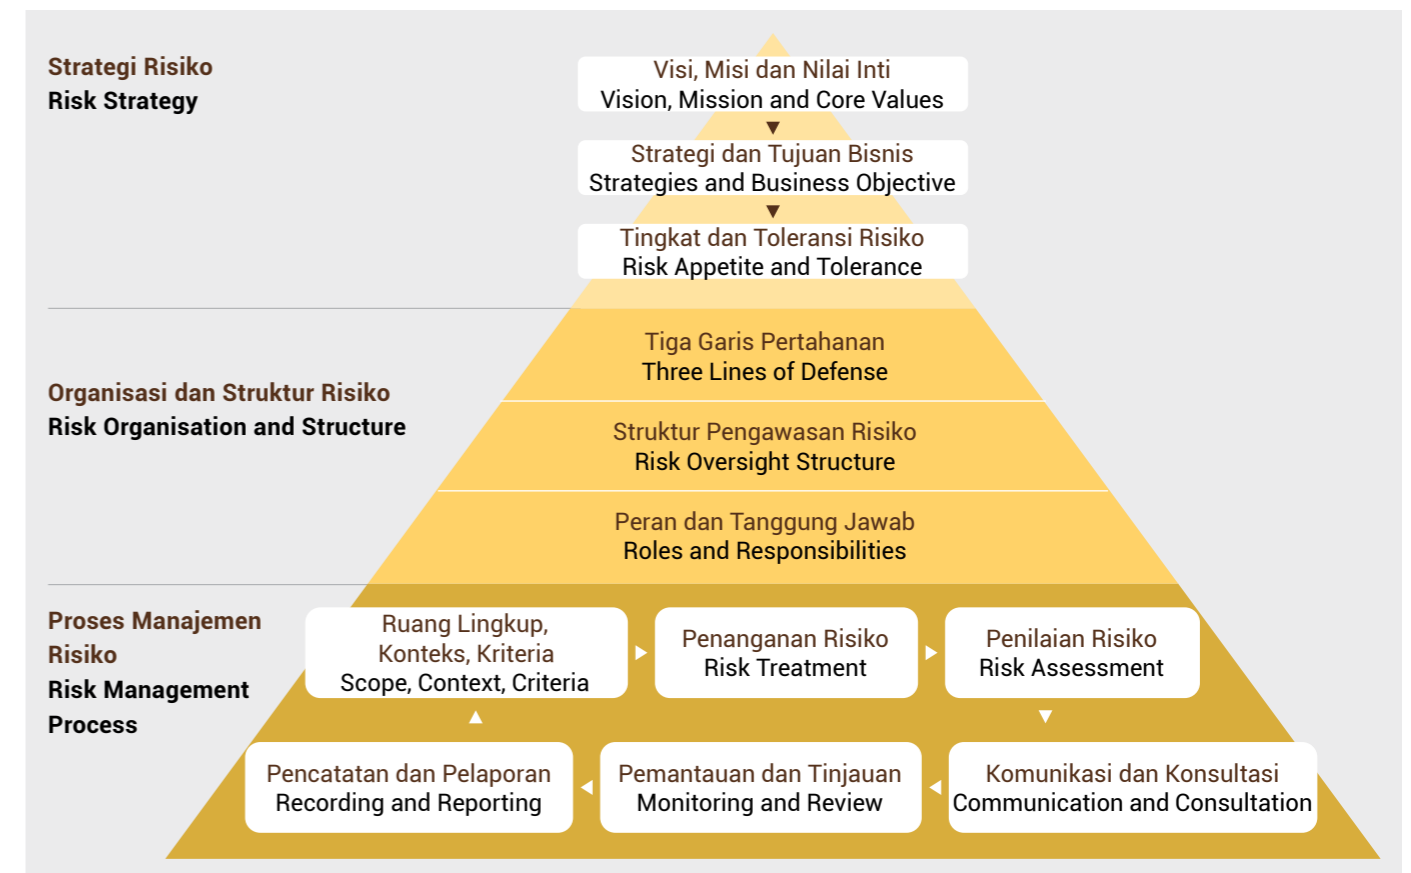 Strategi Risiko
Risk Strategy
Visi, Misi dan Nilai Inti
Vision, Mission and Core Values
Strategi dan Tujuan Bisnis
Strategies and Business Objective
Tingkat dan Toleransi Risiko
Risk Appetite and Tolerance
Organisasi dan Struktur Risiko
Risk Organisation and Structure
Tiga Garis Pertahanan
Three Lines of Defense
Struktur Pengawasan Risiko
Risk Oversight Structure
Peran dan Tanggung Jawab
Roles and Responsibilities
Proses Manajemen
Risiko
Risk Management
Process
Ruang Lingkup,
Konteks, Kriteria
Scope, Context, Criteria
Penanganan Risiko
Risk Treatment
Penilaian Risiko
Risk Assessment
Pencatatan dan Pelaporan
Recording and Reporting
Pemantauan dan Tinjauan
Monitoring and Review
Komunikasi dan Konsultasi
Communication and Consultation